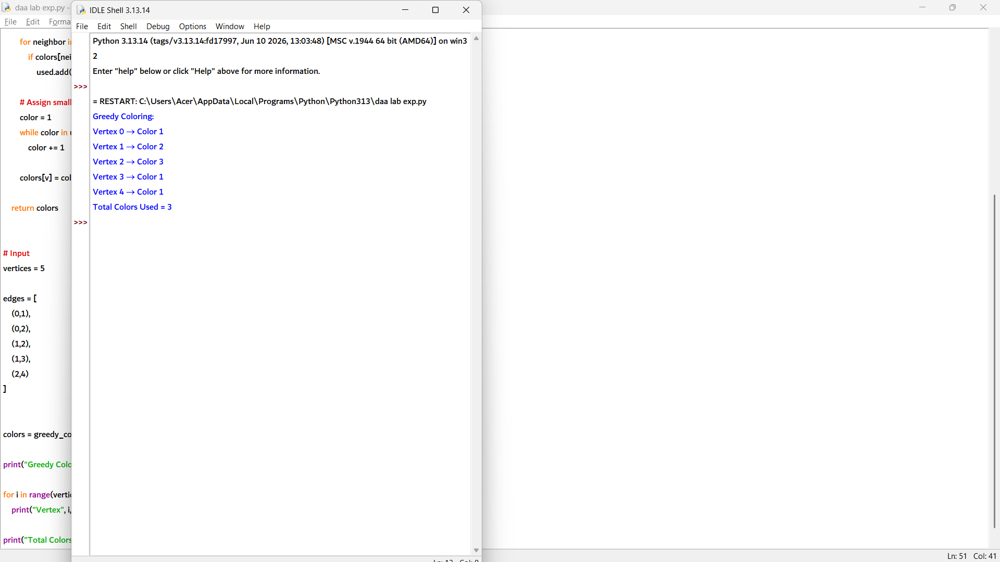 daa lab exp.py -
File Edit Forma
for neighbor in
if colors[nei
used.add(
# Assign small
color = 1
while color in u
color += 1
colors[v] = col
return colors
# Input
vertices = 5
edges = [
(0,1),
(0,2),
(1,2),
(1,3),
(2,4)
]
colors = greedy_co
print("Greedy Colo
for i in range(vertic
print("Vertex", i,
print("Total Colors
IDLE Shell 3.13.14
File Edit Shell Debug Options Window Help
Python 3.13.14 (tags/v3.13.14:fd17997, Jun 10 2026, 13:03:48) [MSC v.1944 64 bit (AMD64)] on win3
2
Enter "help" below or click "Help" above for more information.
>>>
= RESTART: C:\Users\Acer\AppData\Local\Programs\Python\Python313\daa lab exp.py
Greedy Coloring:
Vertex 0 → Color 1
Vertex 1 → Color 2
Vertex 2 → Color 3
Vertex 3 → Color 1
Vertex 4 → Color 1
Total Colors Used = 3
>>>
Ln: 12 Col: 0
Ln: 51 Col: 41